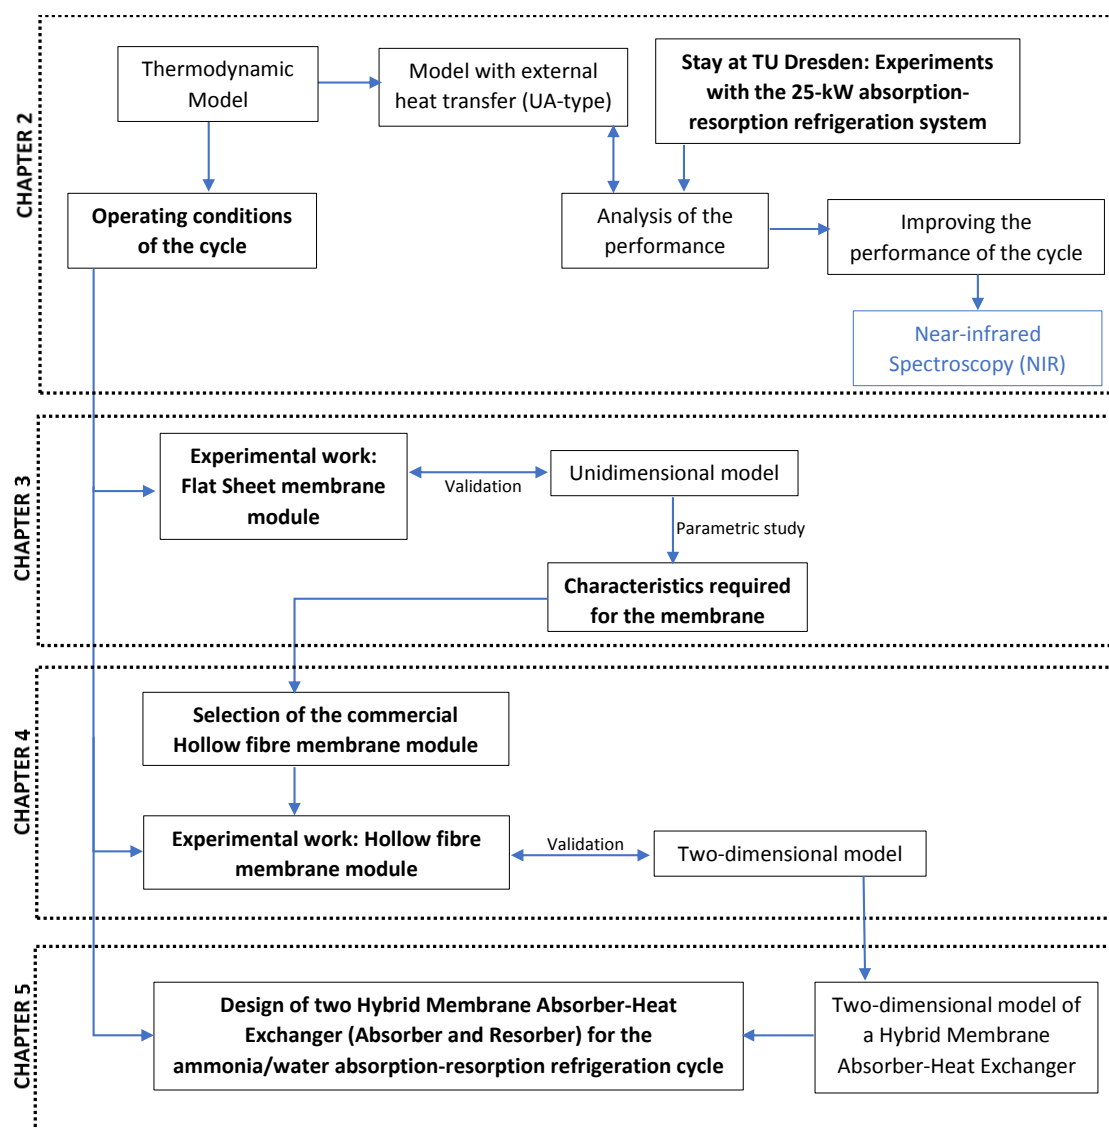 CHAPTER 2
Thermodynamic
Model
Model with external
heat transfer (UA-type)
Stay at TU Dresden: Experiments
with the 25-kW absorption-
resorption refrigeration system
Operating conditions
of the cycle
Analysis of the
performance
Improving the
performance of the cycle
Near-infrared
Spectroscopy (NIR)
CHAPTER 3
Experimental work:
Flat Sheet membrane
module
Validation
Unidimensional model
Parametric study
Characteristics required
for the membrane
CHAPTER 4
Selection of the commercial
Hollow fibre membrane module
Experimental work: Hollow fibre
membrane module
Validation
Two-dimensional model
CHAPTER 5
Design of two Hybrid Membrane Absorber-Heat
Exchanger (Absorber and Resorber) for the
ammonia/water absorption-resorption refrigeration cycle
Two-dimensional model of
a Hybrid Membrane
Absorber-Heat Exchanger